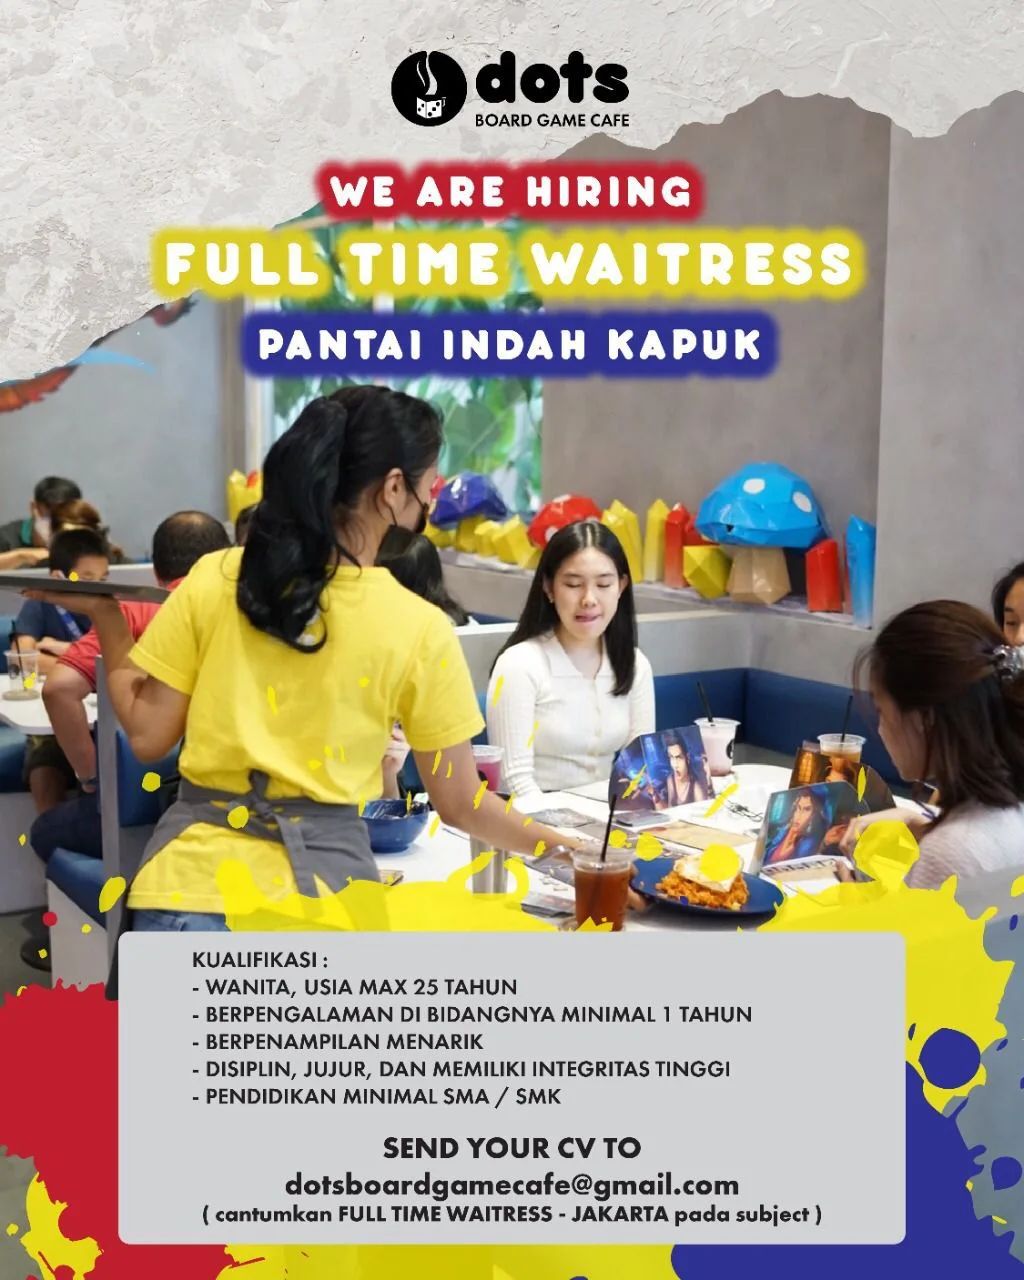 dots
BOARD GAME CAFE
WE ARE HIRING
FULL TIME WAITRESS
PANTAI INDAH KAPUK
KUALIFIKASI :
- WANITA, USIA MAX 25 TAHUN
- BERPENGALAMAN DI BIDANGNYA MINIMAL 1 TAHUN
- BERPENAMPILAN MENARIK
- DISIPLIN, JUJUR, DAN MEMILIKI INTEGRITAS TINGGI
- PENDIDIKAN MINIMAL SMA / SMK
SEND YOUR CV TO
dotsboardgamecafe@gmail.com
( cantumkan FULL TIME WAITRESS - JAKARTA pada subject )